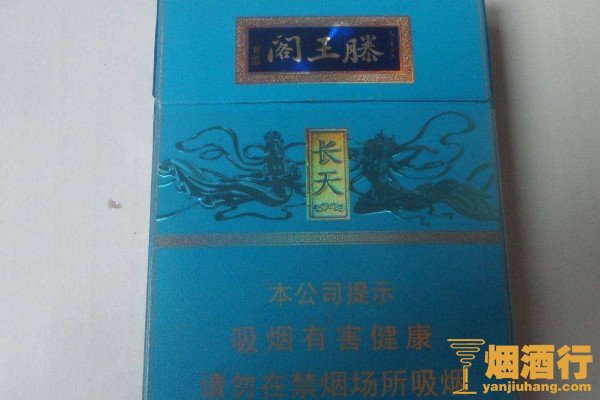 阁王滕
长天
本公司提示
吸烟有害健康
请勿在禁烟场所吸烟
烟酒行
yanjiuhang.com